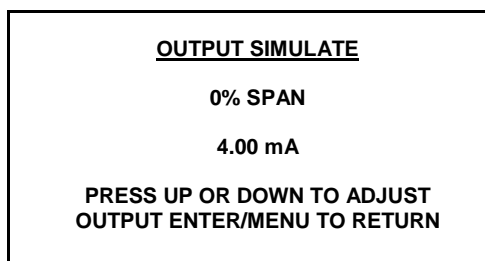 OUTPUT SIMULATE
0% SPAN
4.00 mA
PRESS UP OR DOWN TO ADJUST
OUTPUT ENTER/MENU TO RETURN